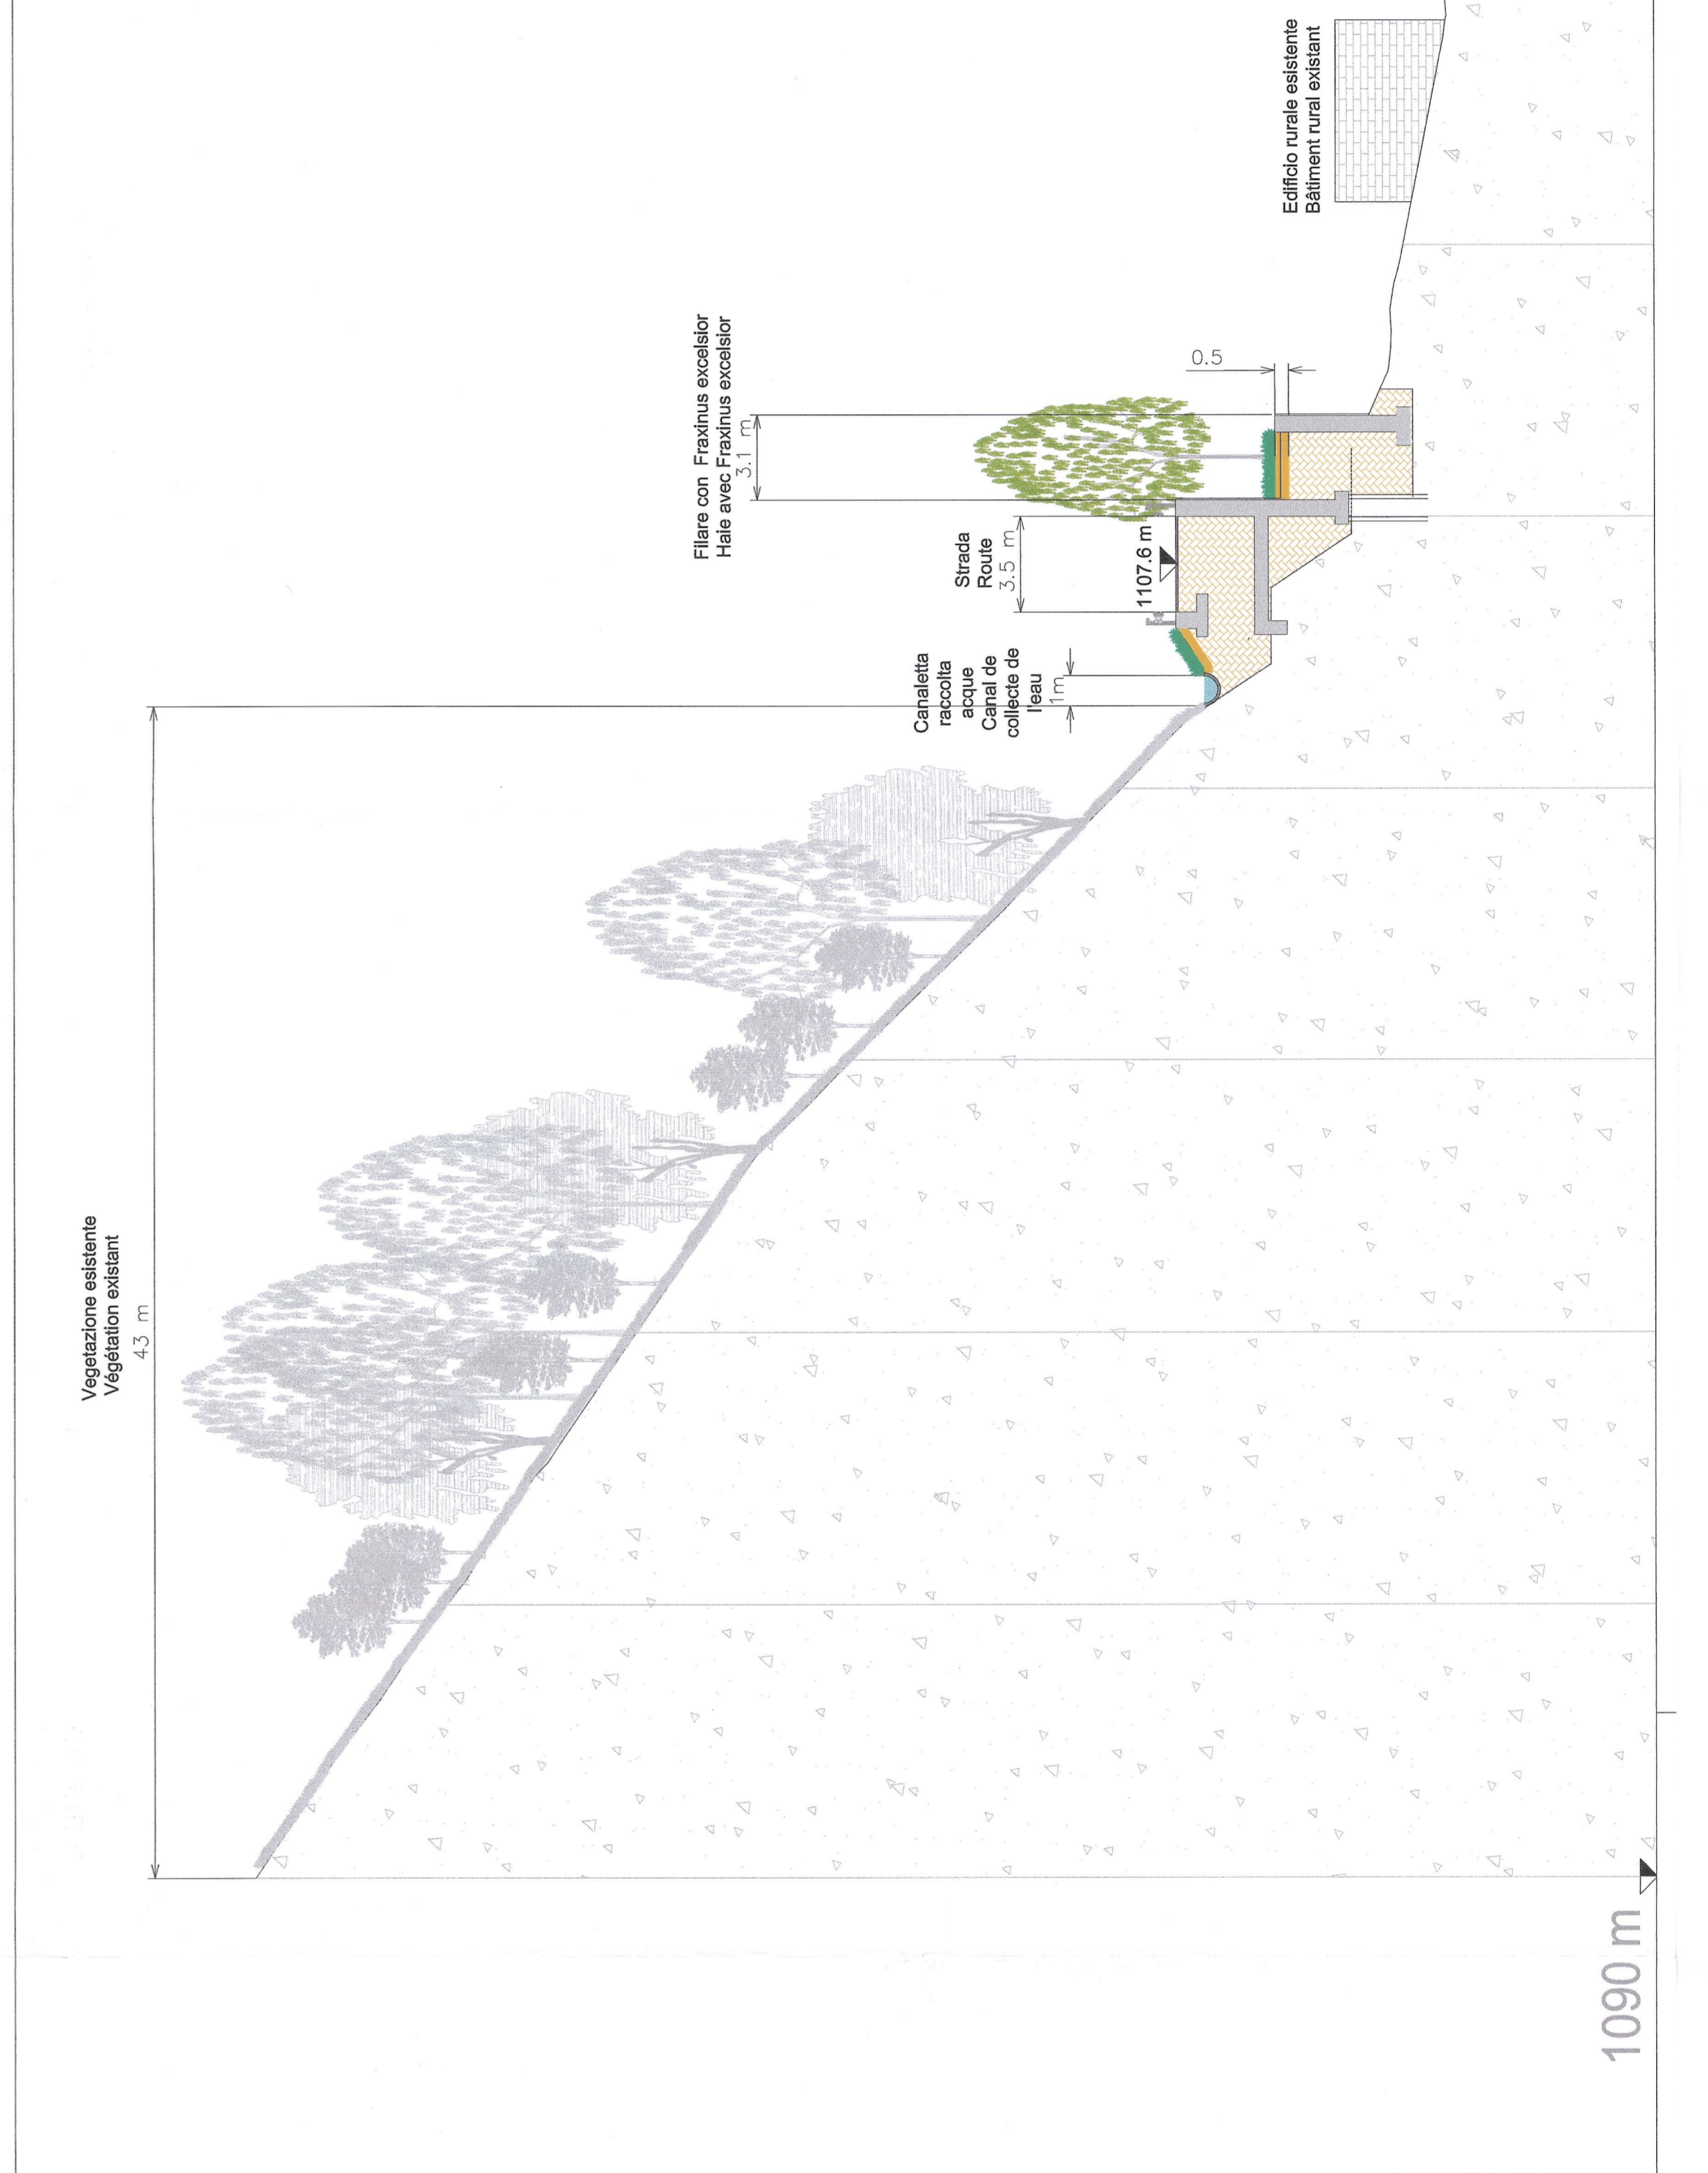 Vegetazione esistente
Végétation existant
43 m
Filare con Fraxinus excelsior
Haie avec Fraxinus excelsior
3.1 m
Canaletta
raccolta
acque
Canal de
collecte de
l'eau
1m
Strada
Route
3.5 m
1107.6 m
0.5
Edificio rurale esistente
Bâtiment rural existant
1090 m